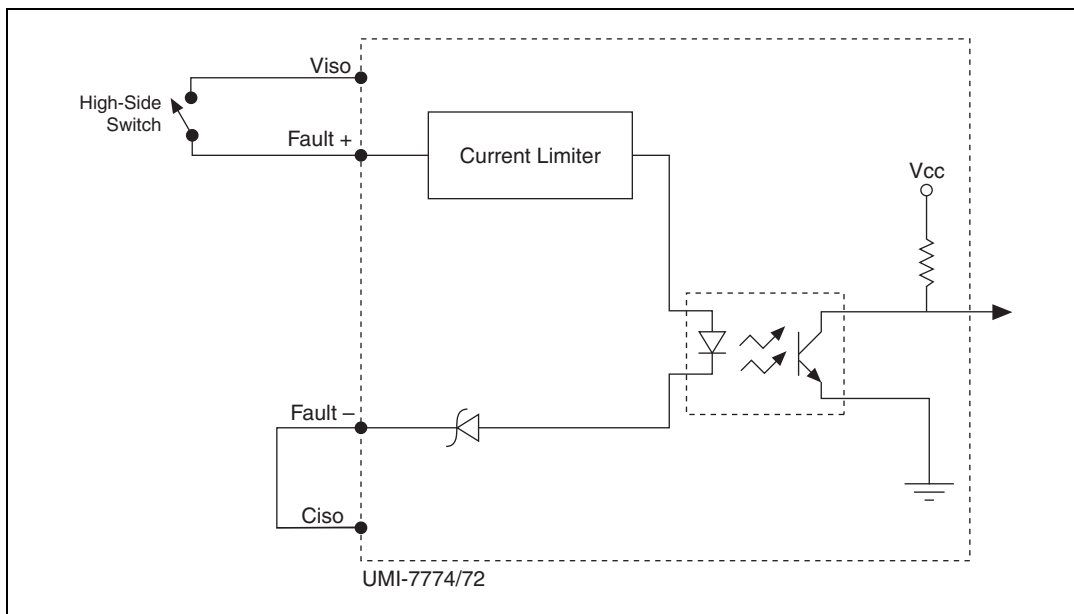 Viso
High-Side
Switch
Fault +
Current Limiter
Vcc
Fault –
Ciso
UMI-7774/72